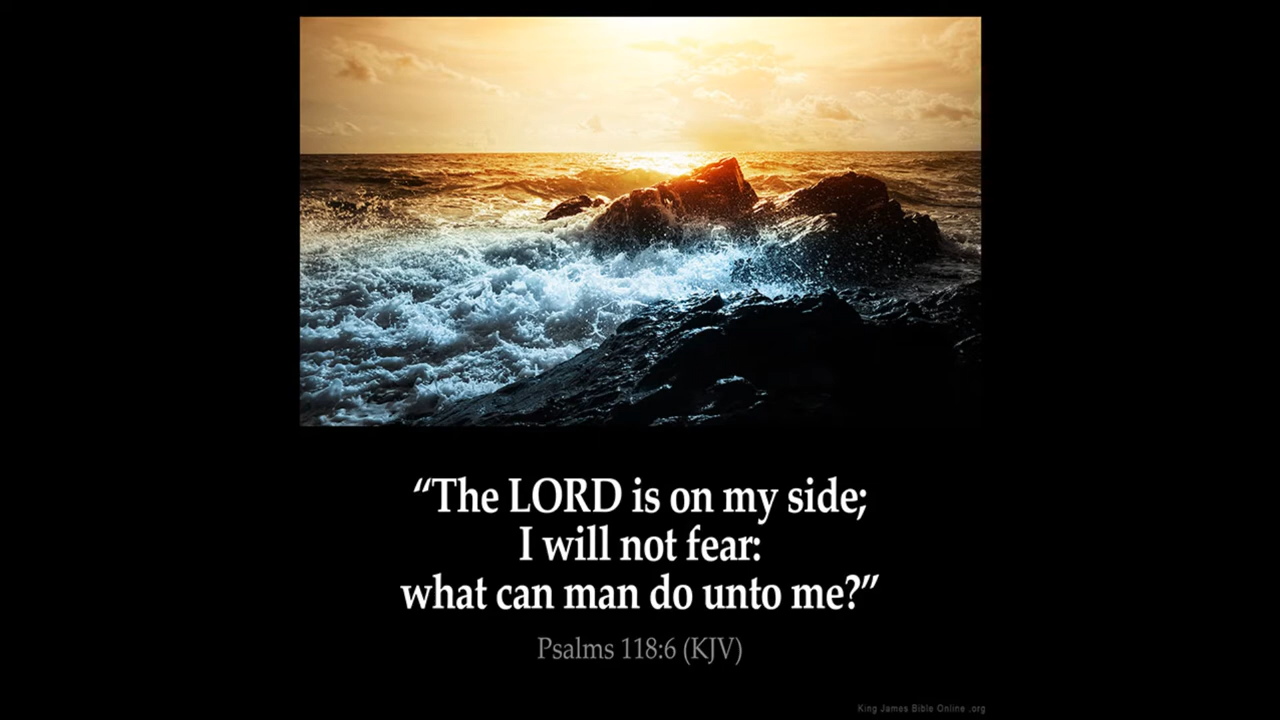 “The LORD is on my side;
I will not fear:
what can man do unto me?”
Psalms 118:6 (KJV)
King James Bible Online .org